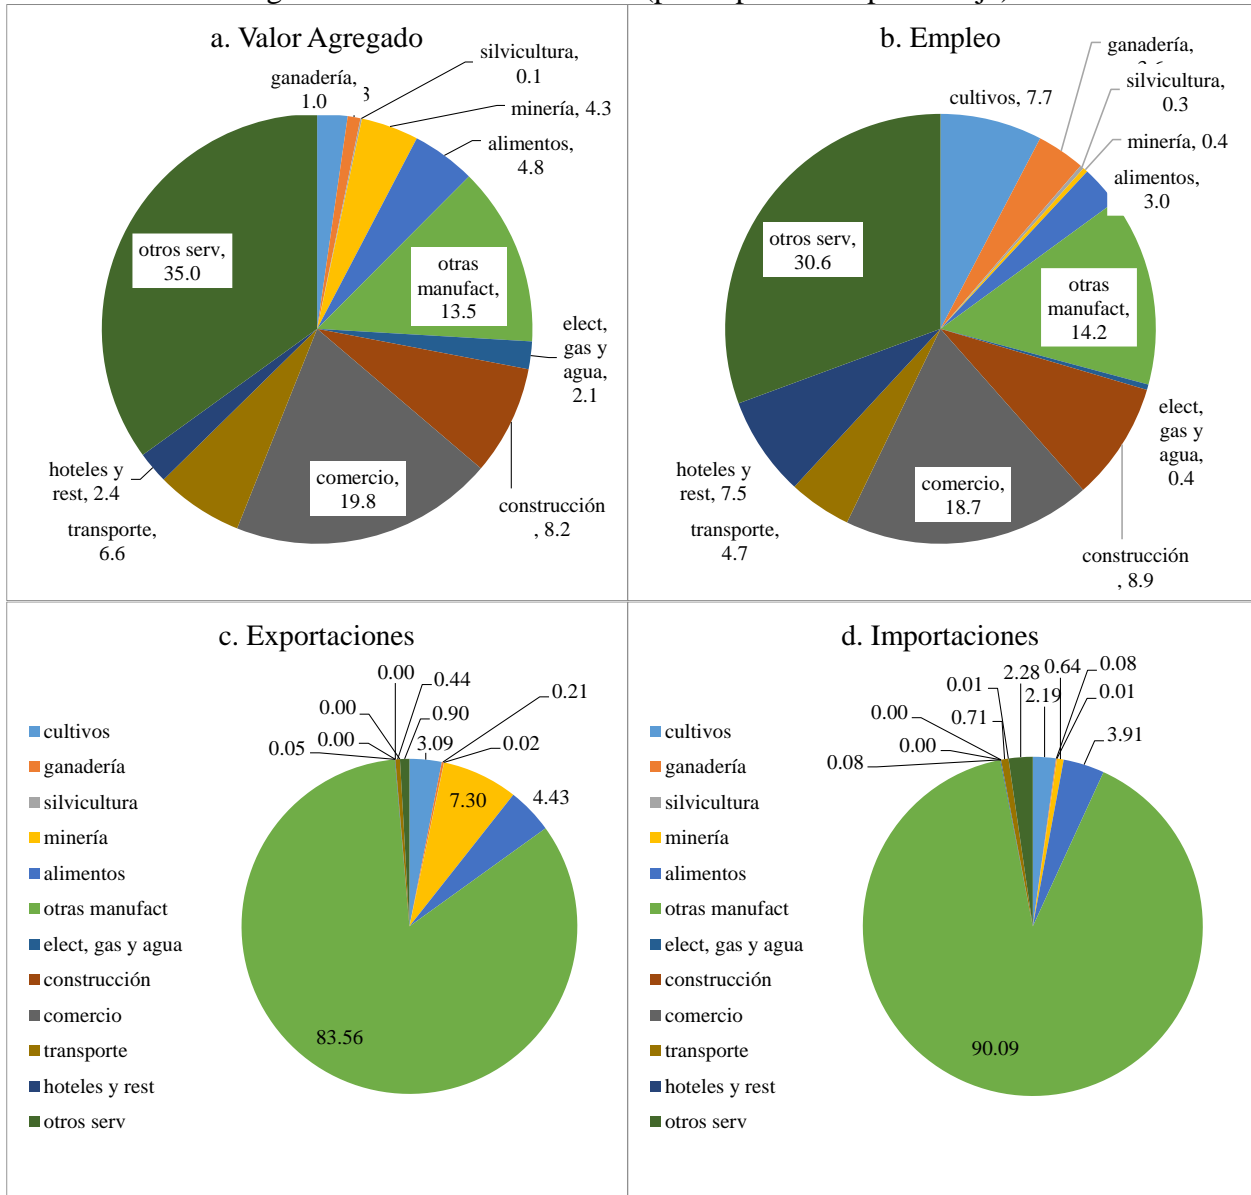 a. Valor Agregado
silvicultura,
0.1
ganadería,
1.0
3
minería, 4.3
alimentos,
4.8
otros serv,
35.0
otras
manufact,
13.5
elect,
gas y
agua,
2.1
hoteles y
rest, 2.4
comercio,
19.8
construcción
, 8.2
transporte,
6.6
b. Empleo
ganadería,
cultivos, 7.7
silvicultura,
0.3
minería, 0.4
alimentos,
3.0
otros serv,
30.6
otras
manufact,
14.2
elect,
gas y
agua,
0.4
hoteles y
rest, 7.5
comercio,
18.7
transporte,
4.7
construcción
, 8.9
c. Exportaciones
0.00
0.44
0.21
0.00
0.90
0.05
0.00
3.09
0.02
7.30
4.43
83.56
cultivos
ganadería
silvicultura
minería
alimentos
otras manufact
elect, gas y agua
construcción
comercio
transporte
hoteles y rest
otros serv
d. Importaciones
2.28
0.64
0.08
0.01
2.19
0.01
0.00
0.71
3.91
0.00
0.08
90.09
cultivos
ganadería
silvicultura
minería
alimentos
otras manufact
elect, gas y agua
construcción
comercio
transporte
hoteles y rest
otros serv